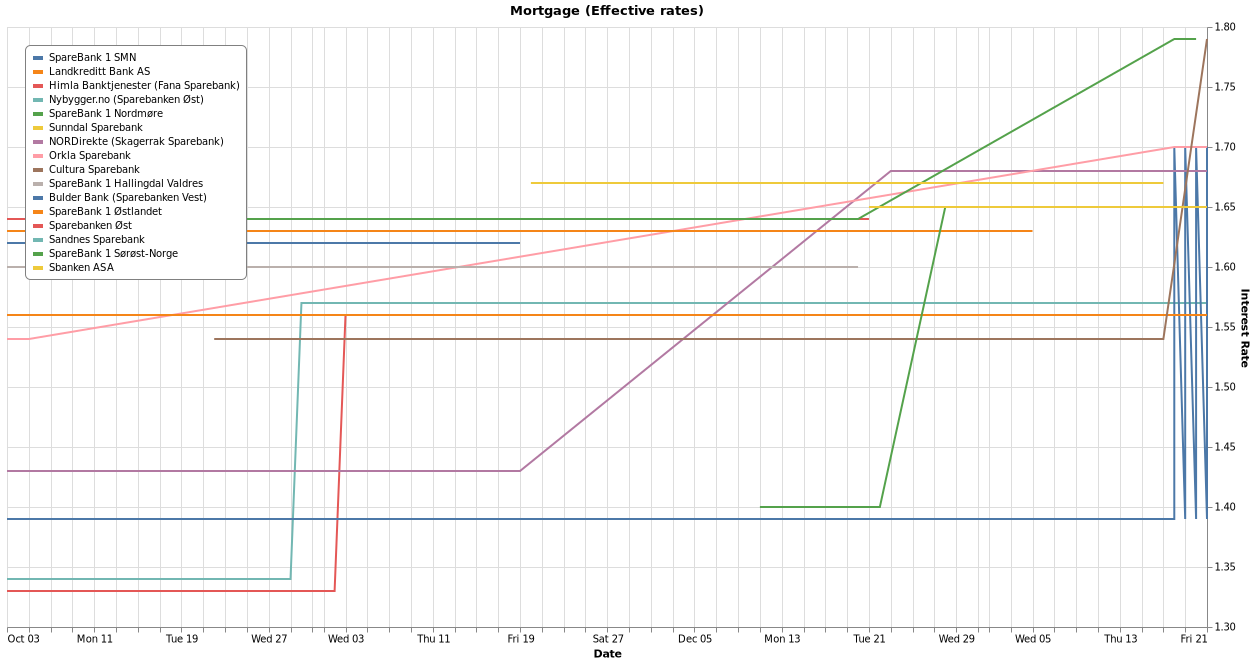 Mortgage (Effective rates)
SpareBank 1 SMN
Landkreditt Bank AS
Himla Banktjenester (Fana Sparebank)
Nybygger.no (Sparebanken Øst)
SpareBank 1 Nordmøre
Sunndal Sparebank
NORDirekte (Skagerrak Sparebank)
Orkla Sparebank
Cultura Sparebank
SpareBank 1 Hallingdal Valdres
Bulder Bank (Sparebanken Vest)
SpareBank 1 Østlandet
Sparebanken Øst
Sandnes Sparebank
SpareBank 1 Sørøst-Norge
Sbanken ASA
1.80
1.75
1.70
1.65
1.60
1.55
1.50
1.45
1.40
1.35
1.30
Interest Rate
Oct 03 Mon 11 Tue 19 Wed 27 Wed 03 Thu 11 Fri 19 Sat 27 Dec 05 Mon 13 Tue 21 Wed 29 Wed 05 Thu 13 Fri 21
Date